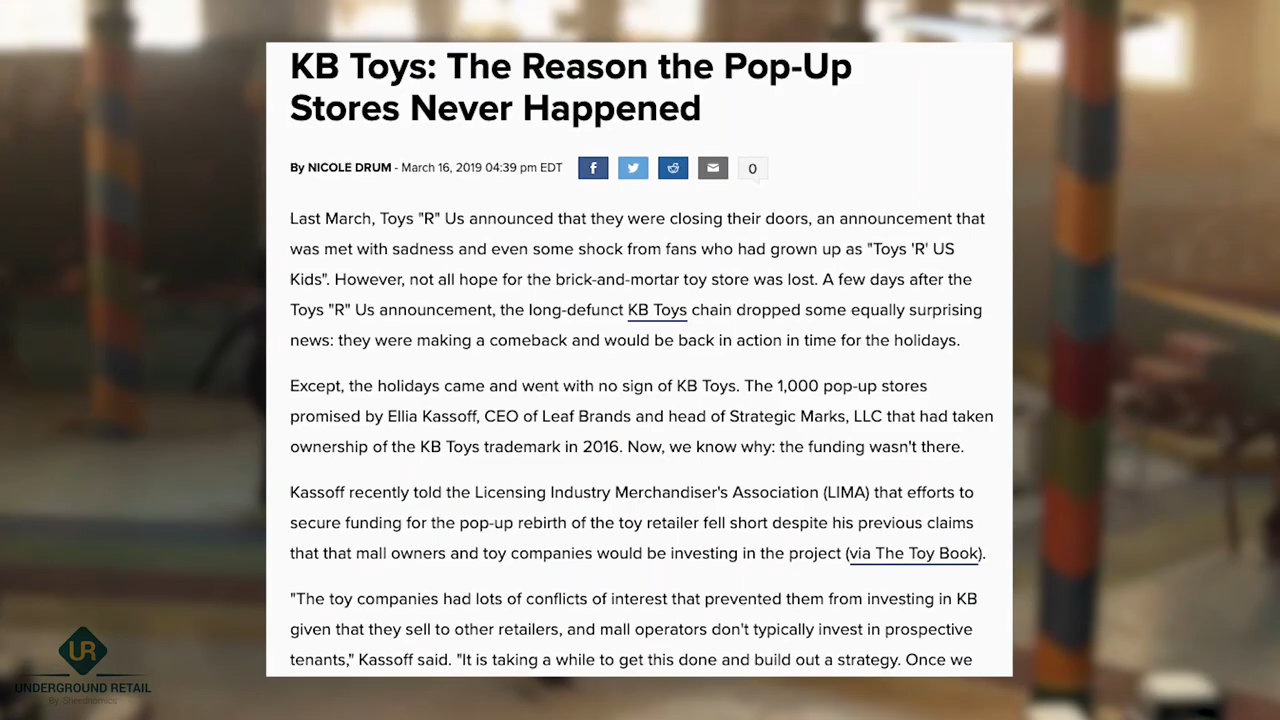 KB Toys: The Reason the Pop-Up
Stores Never Happened
By NICOLE DRUM - March 16, 2019 04:39 pm EDT
0
Last March, Toys "R" Us announced that they were closing their doors, an announcement that
was met with sadness and even some shock from fans who had grown up as "Toys 'R' US
Kids". However, not all hope for the brick-and-mortar toy store was lost. A few days after the
Toys "R" Us announcement, the long-defunct KB Toys chain dropped some equally surprising
news: they were making a comeback and would be back in action in time for the holidays.
Except, the holidays came and went with no sign of KB Toys. The 1,000 pop-up stores
promised by Ellia Kassoff, CEO of Leaf Brands and head of Strategic Marks, LLC that had taken
ownership of the KB Toys trademark in 2016. Now, we know why: the funding wasn't there.
Kassoff recently told the Licensing Industry Merchandiser's Association (LIMA) that efforts to
secure funding for the pop-up rebirth of the toy retailer fell short despite his previous claims
that that mall owners and toy companies would be investing in the project (via The Toy Book).
"The toy companies had lots of conflicts of interest that prevented them from investing in KB
given that they sell to other retailers, and mall operators don't typically invest in prospective
tenants," Kassoff said. "It is taking a while to get this done and build out a strategy. Once we
UR
UNDERGROUND RETAIL
By Sheednomics